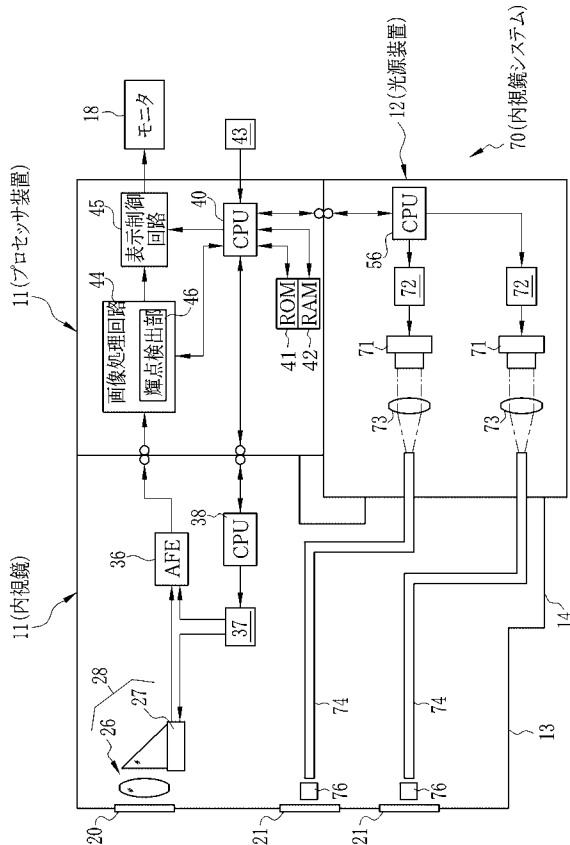 11(内視鏡)
11(プロセッサ装置)
12(光源装置)
70(内視鏡システム)
18
モニタ
45
表示制御
回路
44
画像処理回路
46
輝点検出部
43
40
CPU
ROM
RAM
41
42
56
CPU
72
72
71
71
73
73
36
AFE
38
CPU
37
28
27
26
20
21
21
74
74
76
76
13
14